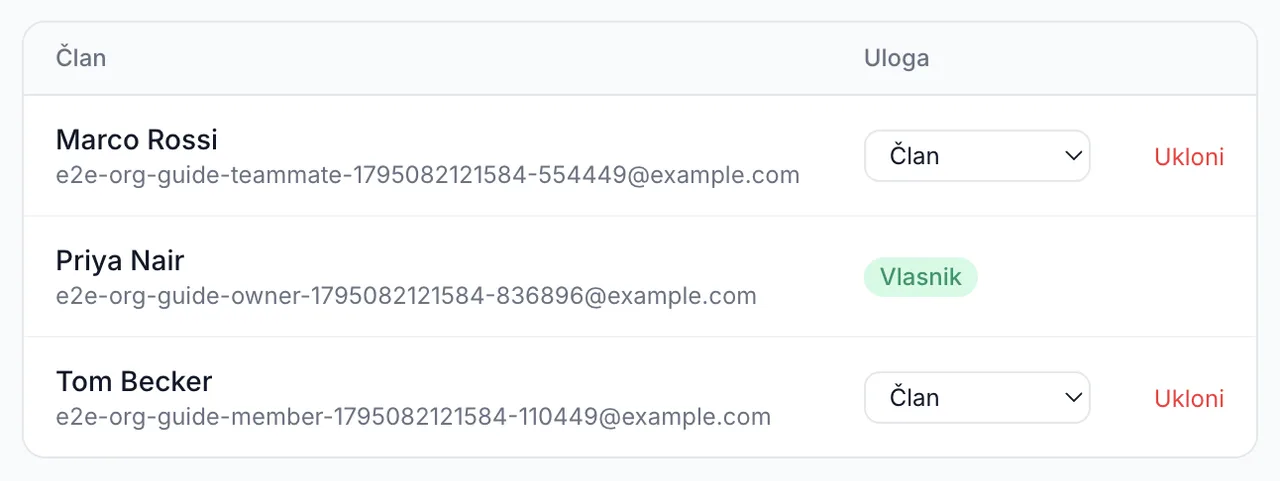 Član Uloga
Marco Rossi
e2e-org-guide-teammate-1795082121584-554449@example.com
Član Ukloni
Priya Nair
e2e-org-guide-owner-1795082121584-836896@example.com
Vlasnik
Tom Becker
e2e-org-guide-member-1795082121584-110449@example.com
Član Ukloni